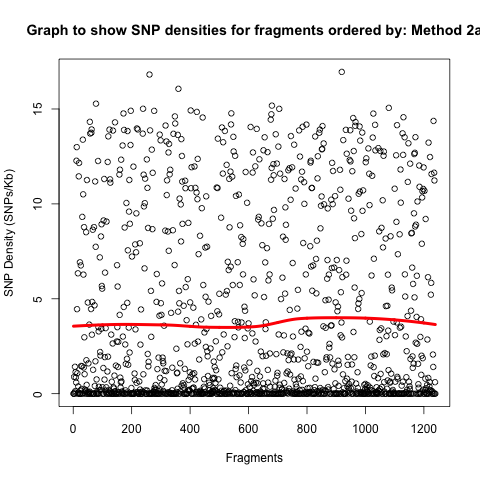 Graph to show SNP densities for fragments ordered by: Method 2a
SNP Density (SNPs/Kb)
15
10
5
0
0 200 400 600 800 1000 1200
Fragments